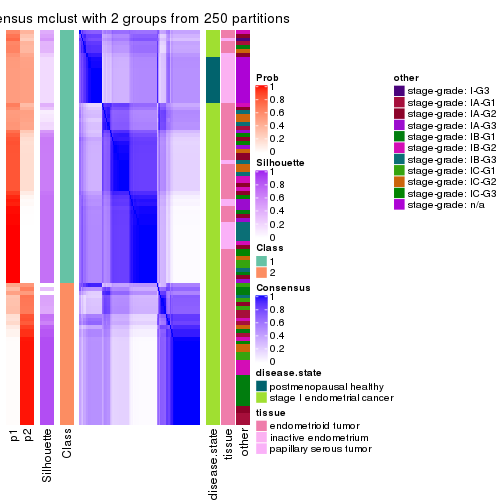 ensus mclust with 2 groups from 250 partitions
Prob
1
0.8
0.6
0.4
0.2
0
Silhouette
1
0.8
0.6
0.4
0.2
0
Class
1
2
Consensus
1
0.8
0.6
0.4
0.2
0
disease.state
postmenopausal healthy
stage I endometrial cancer
tissue
endometrioid tumor
inactive endometrium
papillary serous tumor
other
stage-grade: I-G3
stage-grade: IA-G1
stage-grade: IA-G2
stage-grade: IA-G3
stage-grade: IB-G1
stage-grade: IB-G2
stage-grade: IB-G3
stage-grade: IC-G1
stage-grade: IC-G2
stage-grade: IC-G3
n/a
p1
p2
Silhouette
Class
disease.state
tissue
other